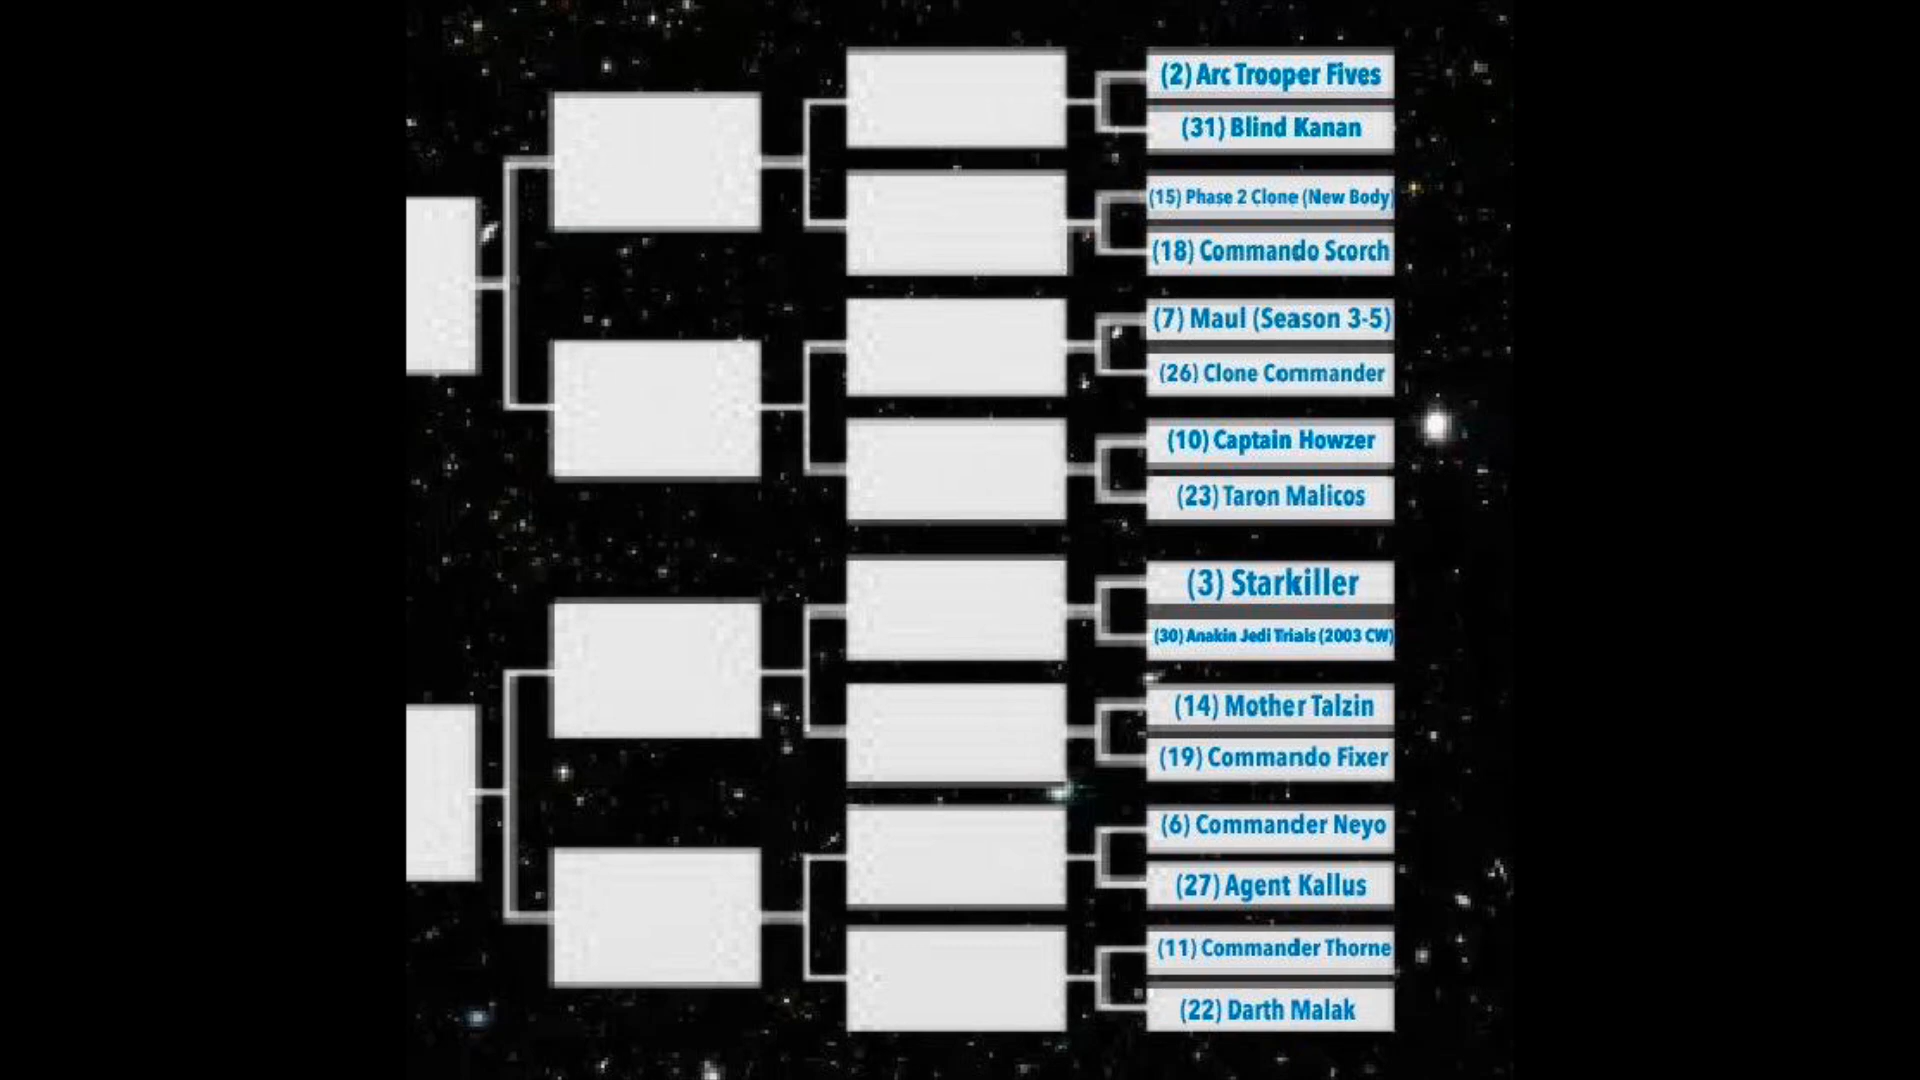 (2) Arc Trooper Fives
(31) Blind Kanan
(15) Phase 2 Clone (New Body)
(18) Commando Scorch
(7) Maul (Season 3-5)
(26) Clone Commander
(10) Captain Howzer
(23) Taron Malicos
(3) Starkiller
(30) Anakin Jedi Trials (2003 CW)
(14) Mother Talzin
(19) Commando Fixer
(6) Commander Neyo
(27) Agent Kallus
(11) Commander Thorne
(22) Darth Malak